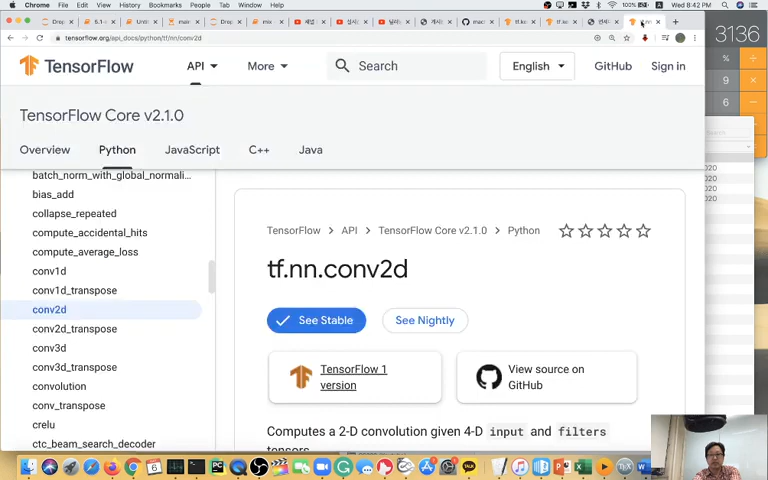 Chrome File Edit View History Bookmarks People Tab Window Help
100% Wed 8:42 PM
tensorflow.org/api_docs/python/tf/nn/conv2d
3136
%
9
6
TensorFlow
API
More
Search
English
GitHub
Sign in
TensorFlow Core v2.1.0
Overview
Python
JavaScript
C++
Java
batch_norm_with_global_normali...
bias_add
collapse_repeated
compute_accidental_hits
compute_average_loss
conv1d
conv1d_transpose
conv2d
conv2d_transpose
conv3d
conv3d_transpose
convolution
conv_transpose
crelu
ctc_beam_search_decoder
TensorFlow > API > TensorFlow Core v2.1.0 > Python
tf.nn.conv2d
See Stable
See Nightly
TensorFlow 1
version
View source on
GitHub
Computes a 2-D convolution given 4-D input and filters
tensors.